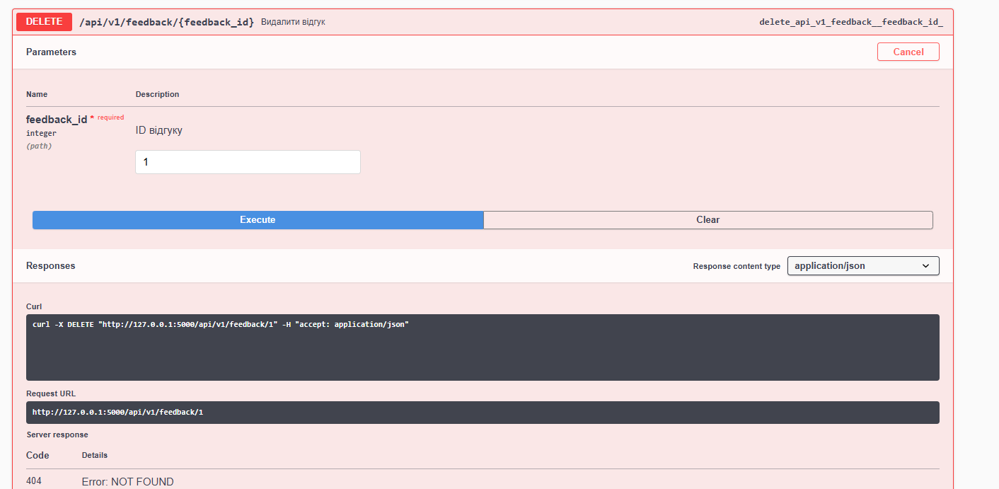 DELETE /api/v1/feedback/{feedback_id} Видалити відгук delete_api_v1_feedback__feedback_id_
Parameters Cancel
Name Description
feedback_id * required
integer
(path)
ID відгуку
1
Execute Clear
Responses Response content type application/json
Curl
curl -X DELETE "http://127.0.0.1:5000/api/v1/feedback/1" -H "accept: application/json"
Request URL
http://127.0.0.1:5000/api/v1/feedback/1
Server response
Code Details
404 Error: NOT FOUND